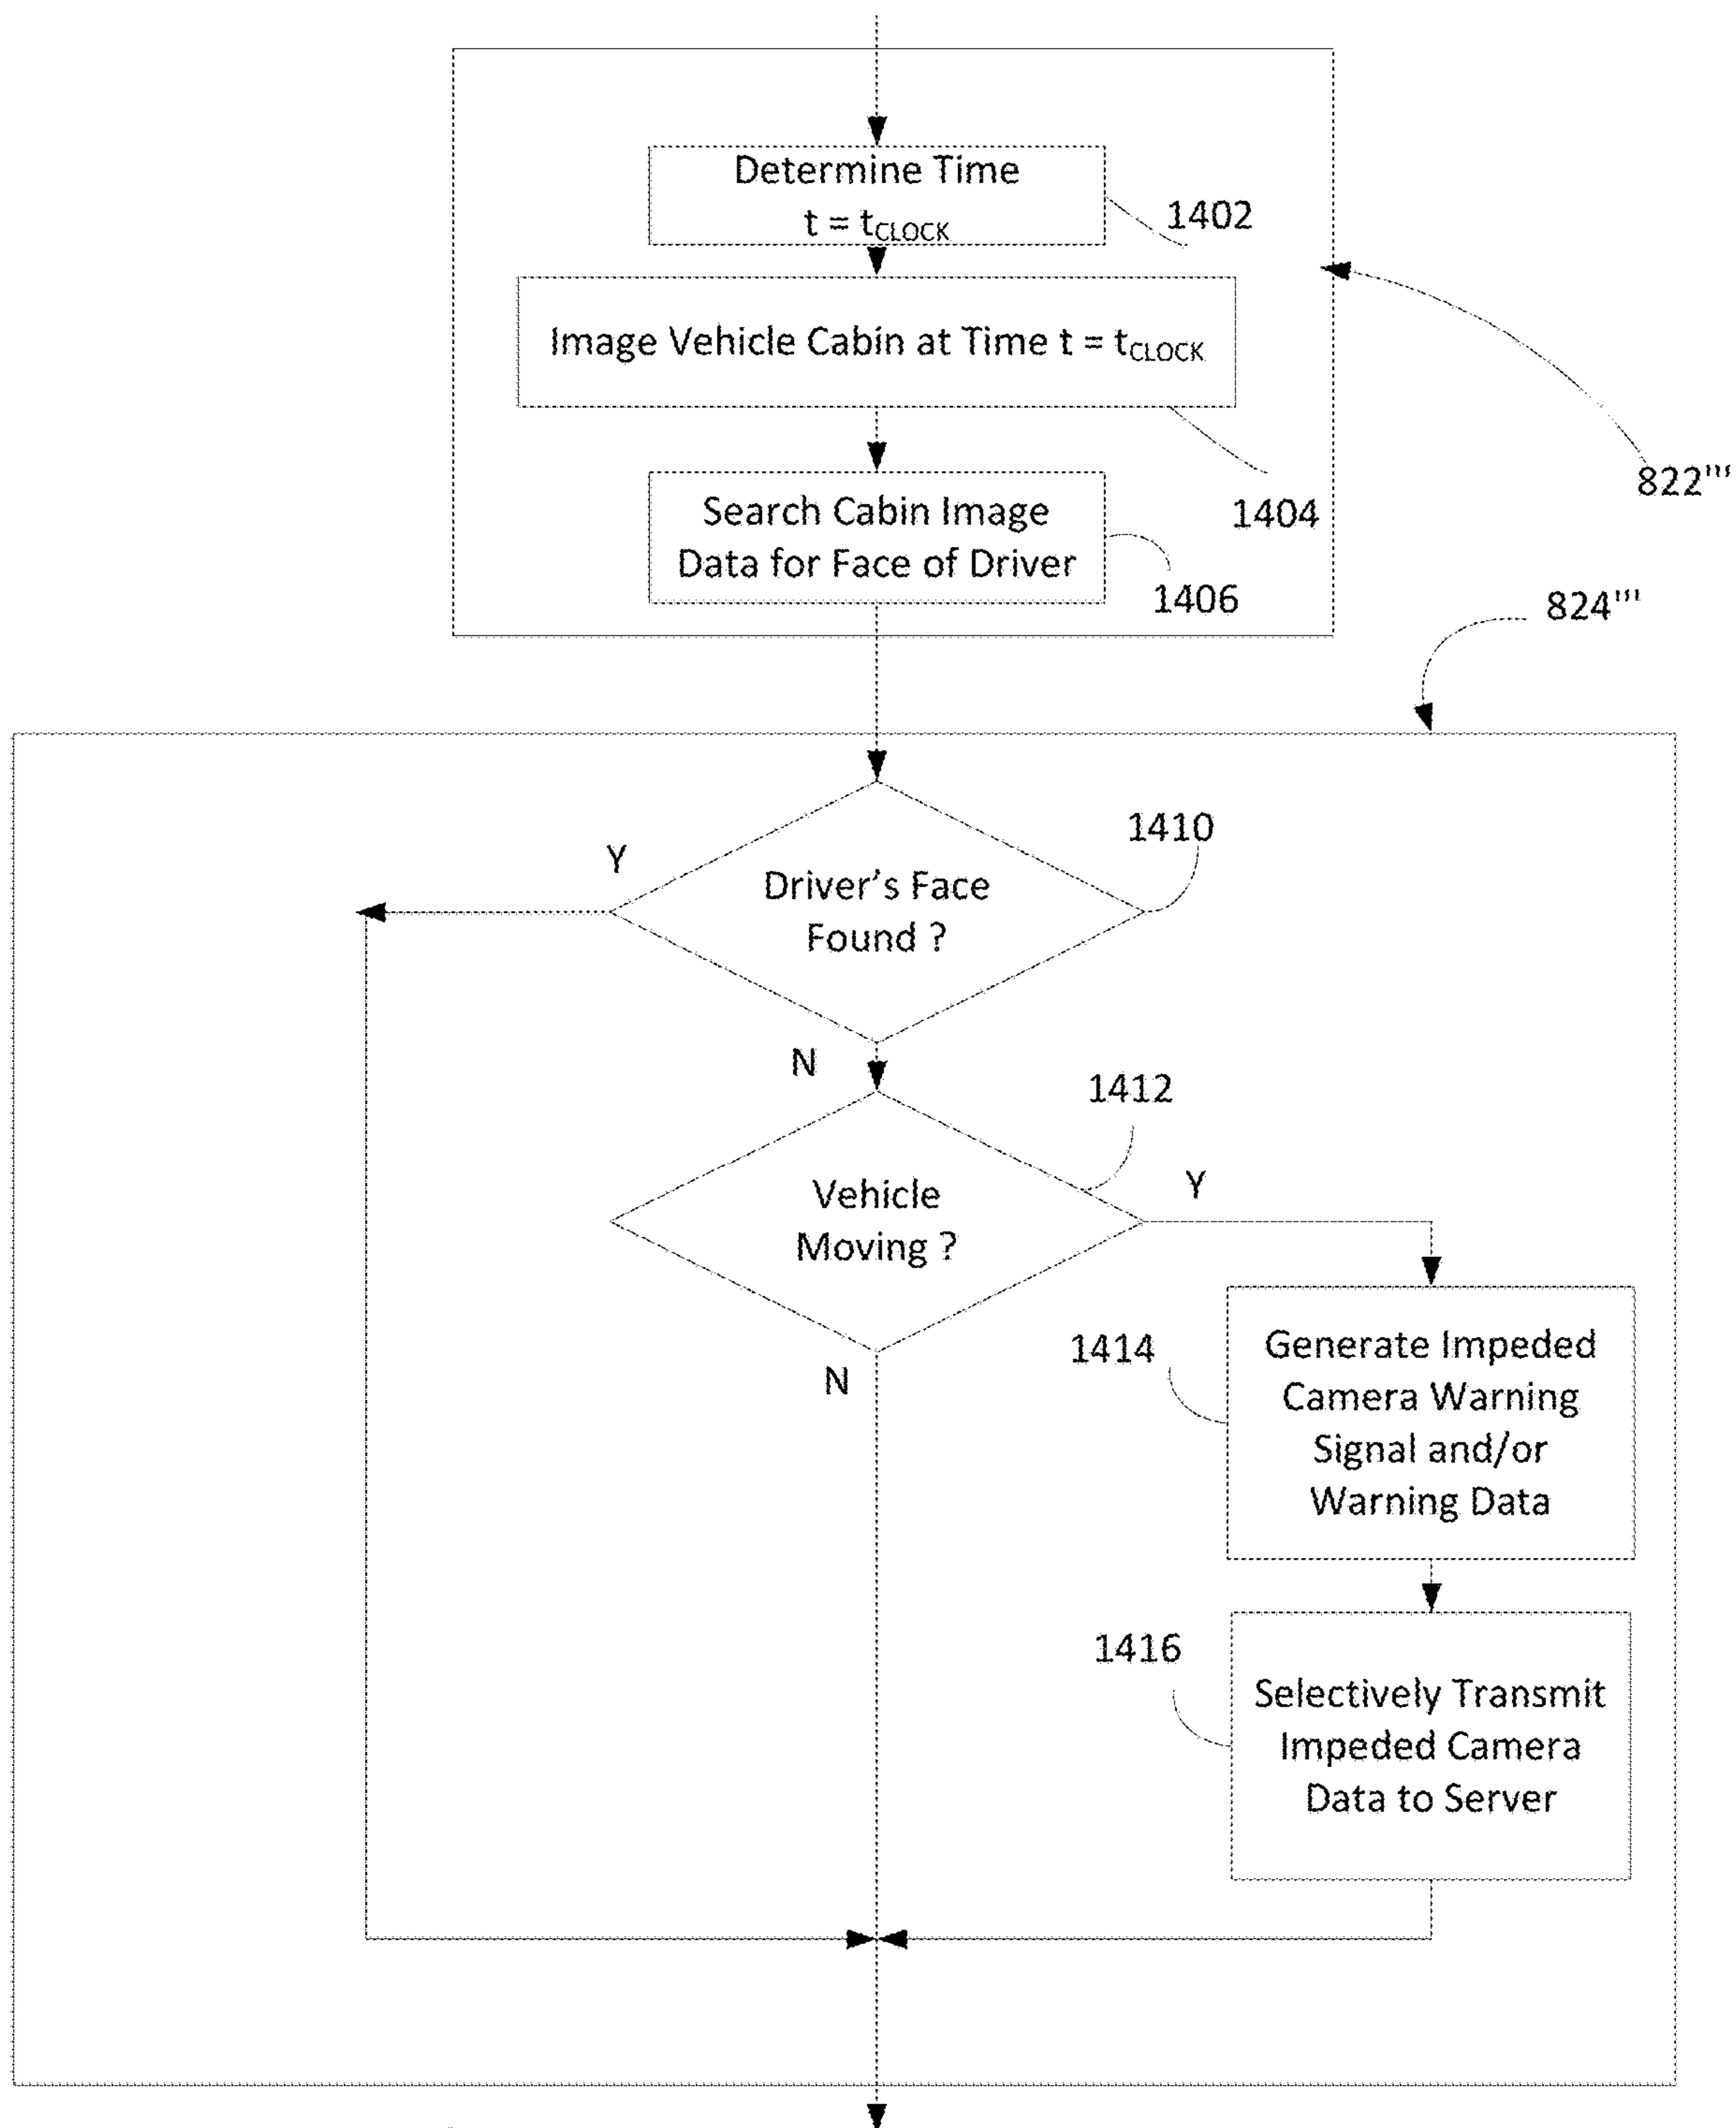 Determine Time
t = tCLOCK
1402
Image Vehicle Cabin at Time t = tCLOCK
822'''
1404
Search Cabin Image
Data for Face of Driver
1406
824'''
1410
Y
Driver's Face
Found ?
N
1412
Y
Vehicle
Moving ?
N
1414
Generate Impeded
Camera Warning
Signal and/or
Warning Data
1416
Selectively Transmit
Impeded Camera
Data to Server